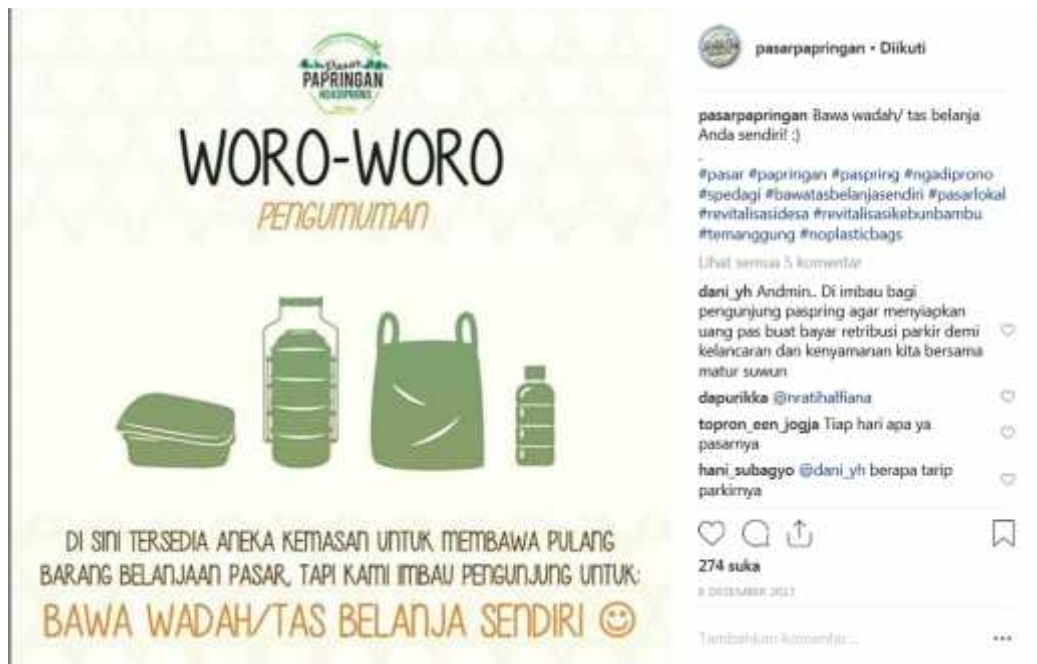 Pasar
PAPRINGAN
NGADIPRONO
WORO-WORO
PENGUMUMAN
DI SINI TERSEDIA ANEKA KEMASAN UNTUK MEMBAWA PULANG
BARANG BELANJAAN PASAR, TAPI KAMI IMBAU PENGUNJUNG UNTUK:
BAWA WADAH/TAS BELANJA SENDIRI ☺
pasarpapringan • Diikuti
pasarpapringan Bawa wadah/ tas belanja
Anda sendiri! :)
.
#pasar #papringan #paspring #ngadiprono
#spedagi #bawatasbelanjasendiri #pasarlokal
#revitalisasidesa #revitalisasikebunbambu
#temanggung #noplasticbags
Lihat semua 5 komentar
dani_yh Andmin.. Di imbau bagi
pengunjung paspring agar menyiapkan
uang pas buat bayar retribusi parkir demi
kelancaran dan kenyamanan kita bersama
matur suwun
dapurikka @nratihalfiana
topron_een_jogja Tiap hari apa ya
pasarnya
hani_subagyo @dani_yh berapa tarip
parkirnya
274 suka
8 DESEMBER 2017
Tambahkan komentar...